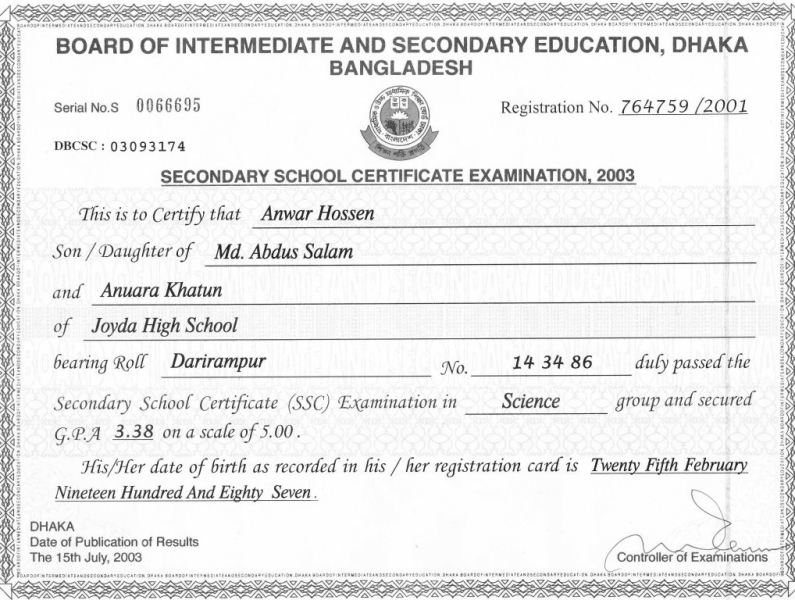 BOARD OF INTERMEDIATE AND SECONDARY EDUCATION, DHAKA
BANGLADESH
Serial No.S 0066695
Registration No. 764759 /2001
DBCSC : 03093174
SECONDARY SCHOOL CERTIFICATE EXAMINATION, 2003
This is to Certify that Anwar Hossen
Son / Daughter of Md. Abdus Salam
and Anuara Khatun
of Joyda High School
bearing Roll Darirampur No. 14 34 86 duly passed the
Secondary School Certificate (SSC) Examination in Science group and secured
G.P.A 3.38 on a scale of 5.00 .
His/Her date of birth as recorded in his / her registration card is Twenty Fifth February
Nineteen Hundred And Eighty Seven .
DHAKA
Date of Publication of Results
The 15th July, 2003
Controller of Examinations